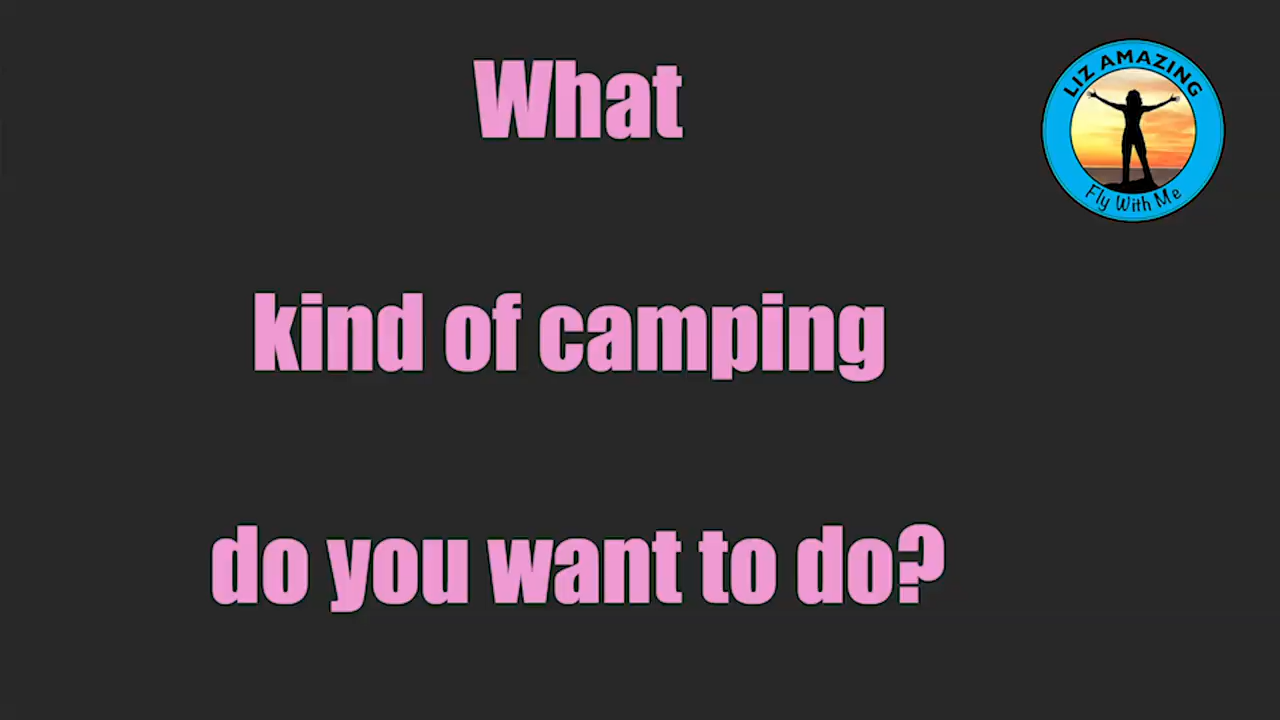 What
kind of camping
do you want to do?
LIZ AMAZING
Fly With Me